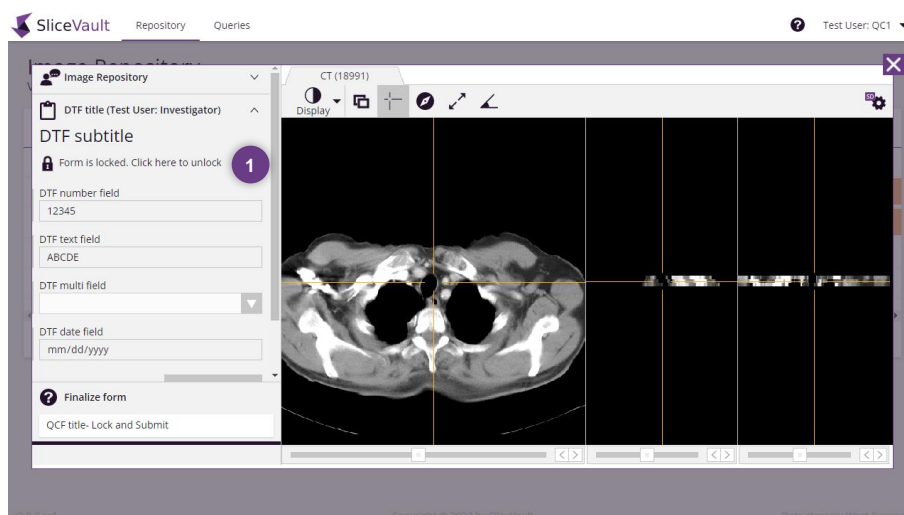 SliceVault Repository Queries
Test User: QC1
Image Repository
Image Repository
CT (18991)
DTF title (Test User: Investigator)
Display
DTF subtitle
Form is locked. Click here to unlock
1
DTF number field
12345
DTF text field
ABCDE
DTF multi field
DTF date field
mm/dd/yyyy
Finalize form
QCF title- Lock and Submit